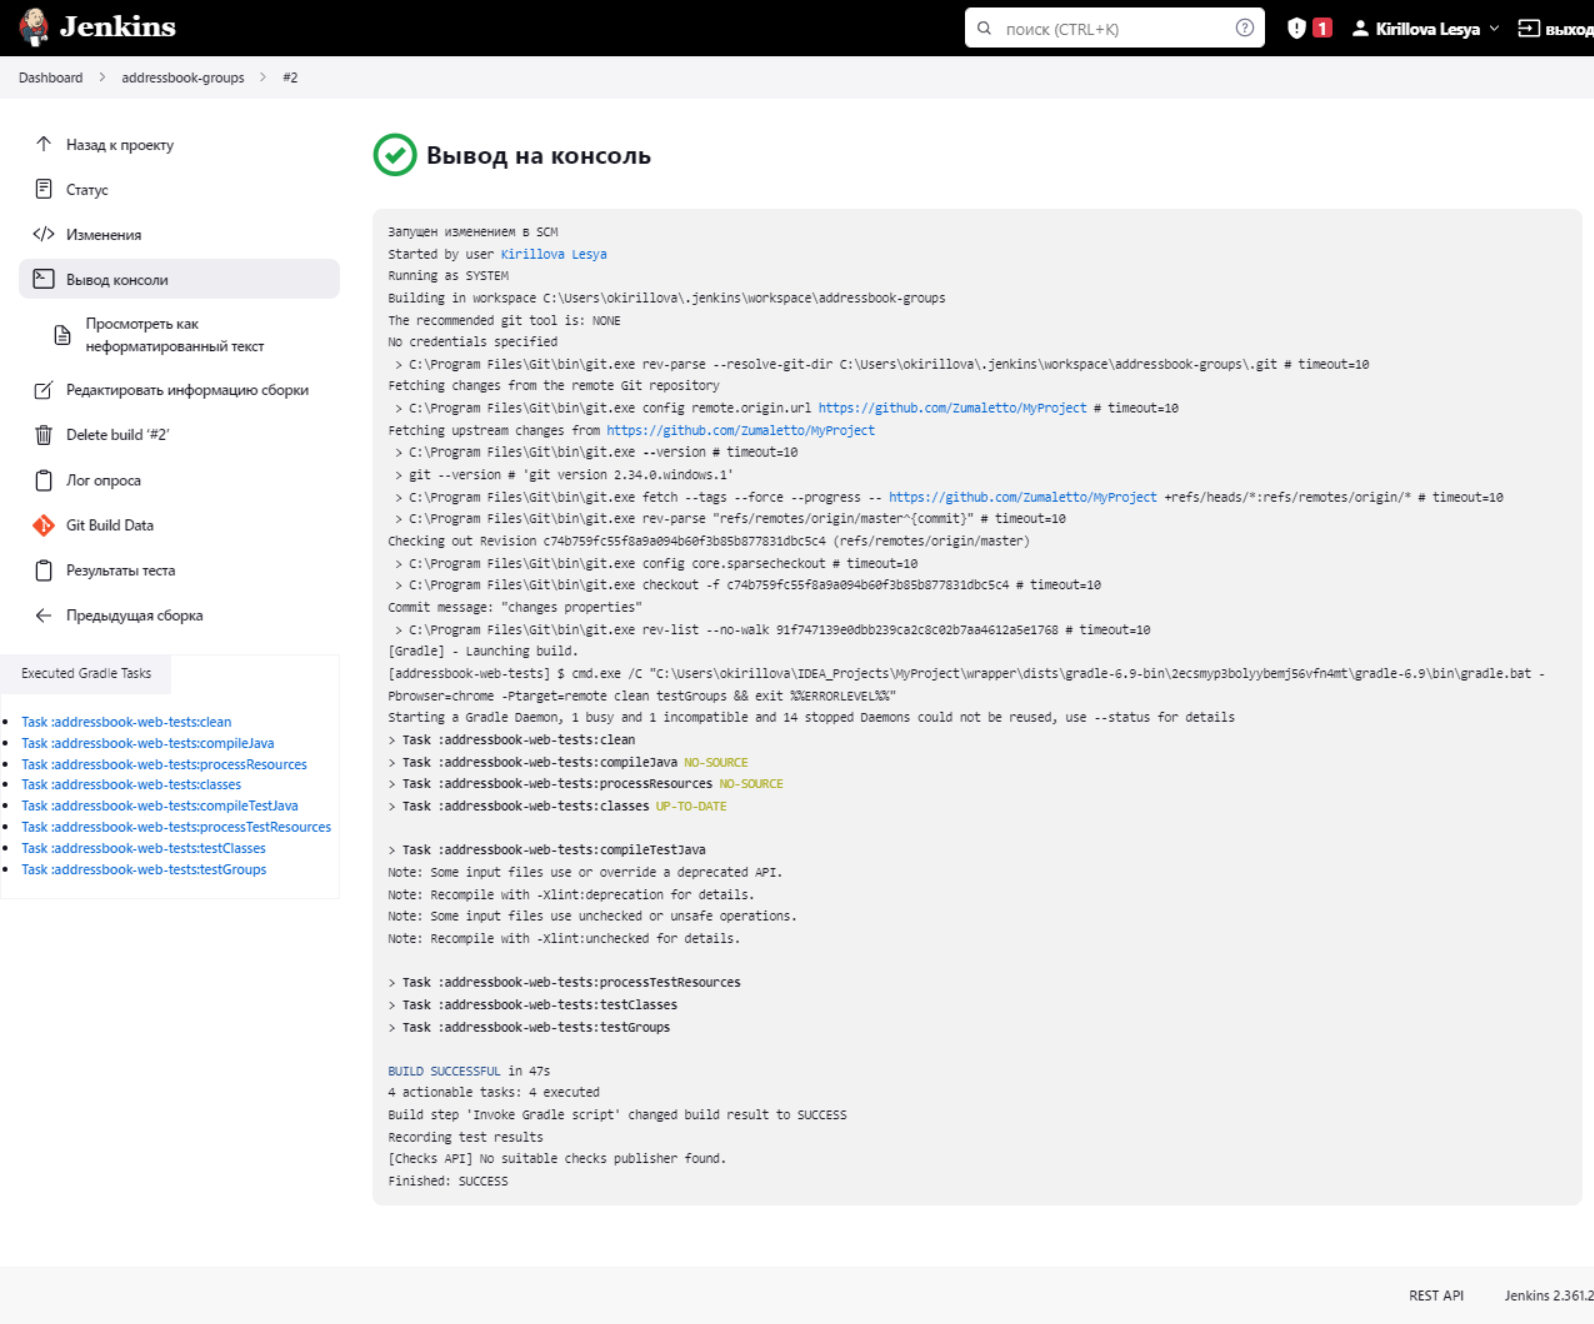 Jenkins
поиск (CTRL+K)
1
Kirillova Lesya
выход
Dashboard
addressbook-groups
#2
Назад к проекту
Статус
Изменения
Вывод консоли
Просмотреть как
неформатированный текст
Редактировать информацию сборки
Delete build ‘#2’
Лог опроса
Git Build Data
Результаты теста
Предыдущая сборка
Executed Gradle Tasks
Task :addressbook-web-tests:clean
Task :addressbook-web-tests:compileJava
Task :addressbook-web-tests:processResources
Task :addressbook-web-tests:classes
Task :addressbook-web-tests:compileTestJava
Task :addressbook-web-tests:processTestResources
Task :addressbook-web-tests:testClasses
Task :addressbook-web-tests:testGroups
Вывод на консоль
Запущен изменением в SCM
Started by user Kirillova Lesya
Running as SYSTEM
Building in workspace C:\Users\okirillova\.jenkins\workspace\addressbook-groups
The recommended git tool is: NONE
No credentials specified
> C:\Program Files\Git\bin\git.exe rev-parse --resolve-git-dir C:\Users\okirillova\.jenkins\workspace\addressbook-groups\.git # timeout=10
Fetching changes from the remote Git repository
> C:\Program Files\Git\bin\git.exe config remote.origin.url https://github.com/Zumaletto/MyProject # timeout=10
Fetching upstream changes from https://github.com/Zumaletto/MyProject
> C:\Program Files\Git\bin\git.exe --version # timeout=10
> git --version # 'git version 2.34.0.windows.1'
> C:\Program Files\Git\bin\git.exe fetch --tags --force --progress -- https://github.com/Zumaletto/MyProject +refs/heads/*:refs/remotes/origin/* # timeout=10
> C:\Program Files\Git\bin\git.exe rev-parse "refs/remotes/origin/master^{commit}" # timeout=10
Checking out Revision c74b759fc55f8a9a094b60f3b85b877831dbc5c4 (refs/remotes/origin/master)
> C:\Program Files\Git\bin\git.exe config core.sparsecheckout # timeout=10
> C:\Program Files\Git\bin\git.exe checkout -f c74b759fc55f8a9a094b60f3b85b877831dbc5c4 # timeout=10
Commit message: "changes properties"
> C:\Program Files\Git\bin\git.exe rev-list --no-walk 91f747139e0dbb239ca2c8c02b7aa4612a5e1768 # timeout=10
[Gradle] - Launching build.
[addressbook-web-tests] $ cmd.exe /C "C:\Users\okirillova\IDEA_Projects\MyProject\wrapper\dists\gradle-6.9-bin\2ecsmyp3bolyybemj56vfn4mt\gradle-6.9\bin\gradle.bat -
Pbrowser=chrome -Ptarget=remote clean testGroups && exit %%ERRORLEVEL%%"
Starting a Gradle Daemon, 1 busy and 1 incompatible and 14 stopped Daemons could not be reused, use --status for details
> Task :addressbook-web-tests:clean
> Task :addressbook-web-tests:compileJava NO-SOURCE
> Task :addressbook-web-tests:processResources NO-SOURCE
> Task :addressbook-web-tests:classes UP-TO-DATE
> Task :addressbook-web-tests:compileTestJava
Note: Some input files use or override a deprecated API.
Note: Recompile with -Xlint:deprecation for details.
Note: Some input files use unchecked or unsafe operations.
Note: Recompile with -Xlint:unchecked for details.
> Task :addressbook-web-tests:processTestResources
> Task :addressbook-web-tests:testClasses
> Task :addressbook-web-tests:testGroups
BUILD SUCCESSFUL in 47s
4 actionable tasks: 4 executed
Build step 'Invoke Gradle script' changed build result to SUCCESS
Recording test results
[Checks API] No suitable checks publisher found.
Finished: SUCCESS
REST API
Jenkins 2.361.2